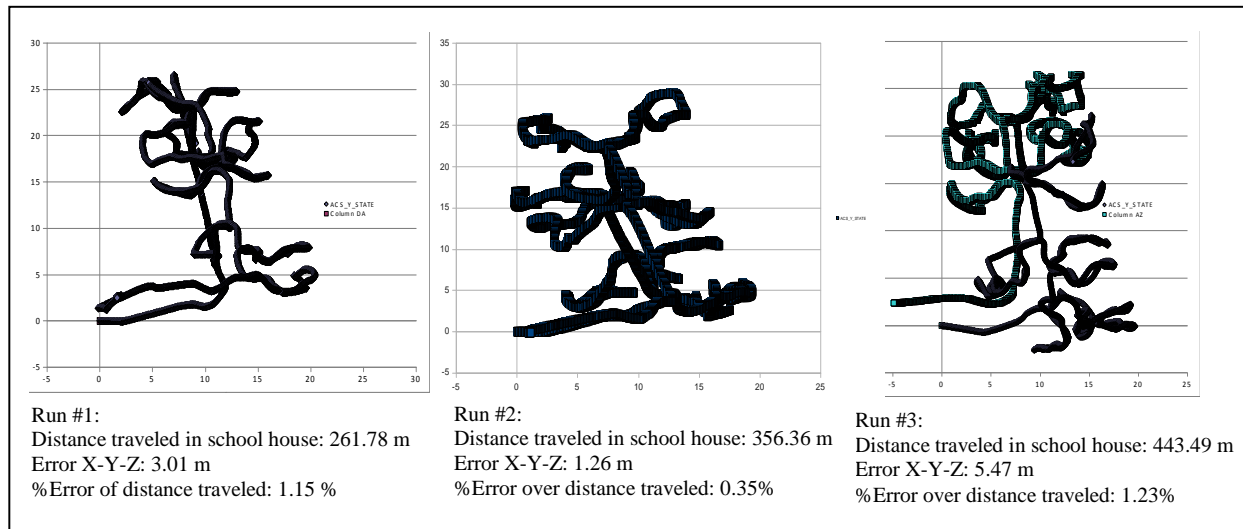 30
25
20
15
10
5
0
-5
-5 0 5 10 15 20 25 30
ACS_Y_STATE
Column DA
Run #1:
Distance traveled in school house: 261.78 m
Error X-Y-Z: 3.01 m
%Error of distance traveled: 1.15 %
35
30
25
20
15
10
5
0
-5
-5 0 5 10 15 20 25
ACS_Y_STATE
Run #2:
Distance traveled in school house: 356.36 m
Error X-Y-Z: 1.26 m
%Error over distance traveled: 0.35%
-5 0 5 10 15 20 25
ACS_Y_STATE
Column AZ
Run #3:
Distance traveled in school house: 443.49 m
Error X-Y-Z: 5.47 m
%Error over distance traveled: 1.23%